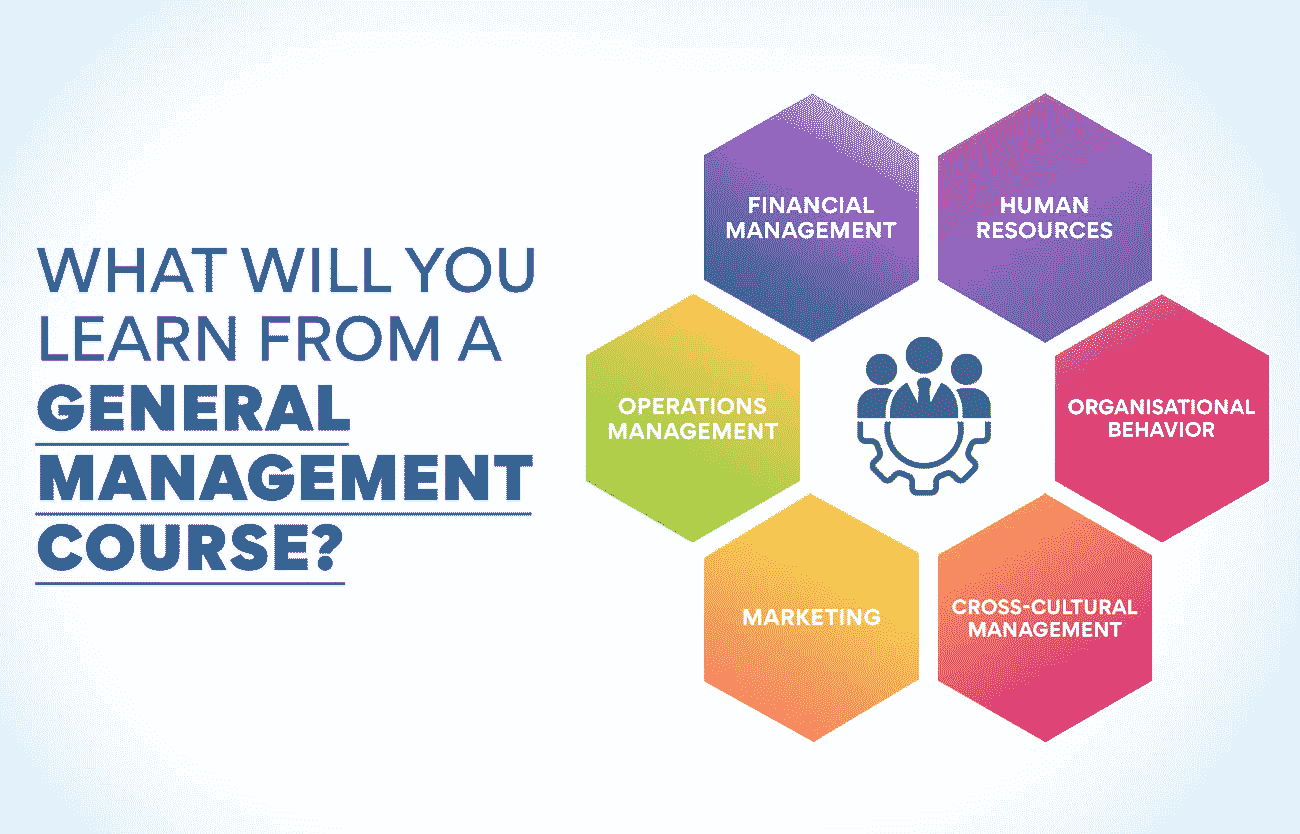 WHAT WILL YOU
LEARN FROM A
GENERAL
MANAGEMENT
COURSE?
FINANCIAL
MANAGEMENT
HUMAN
RESOURCES
OPERATIONS
MANAGEMENT
ORGANISATIONAL
BEHAVIOR
MARKETING
CROSS-CULTURAL
MANAGEMENT